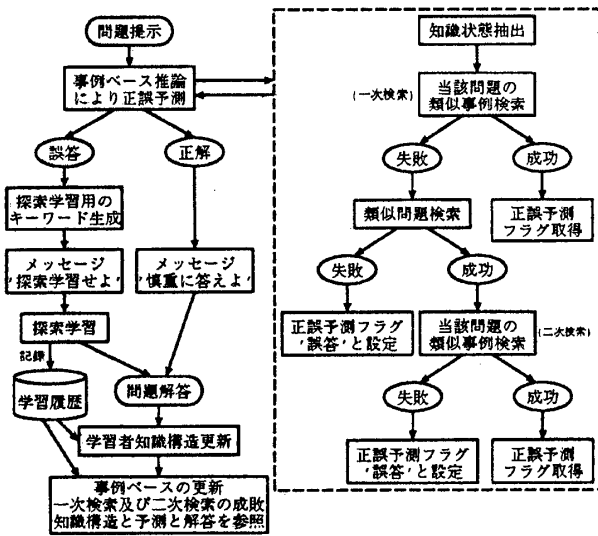 問題提示
事例ベース推論
により正誤予測
誤答
正解
探索学習用の
キーワード生成
メッセージ
'探索学習せよ'
メッセージ
'慎重に答えよ'
探索学習
記録
学習履歴
問題解答
学習者知識構造更新
事例ベースの更新
一次検索及び二次検索の成敗
知識構造と予測と解答を参照
知識状態抽出
(一次検索)
当該問題の
類似事例検索
失敗
成功
類似問題検索
正誤予測
フラグ取得
失敗
成功
正誤予測フラグ
'誤答'と設定
当該問題の
類似事例検索
(二次検索)
失敗
成功
正誤予測フラグ
'誤答'と設定
正誤予測
フラグ取得